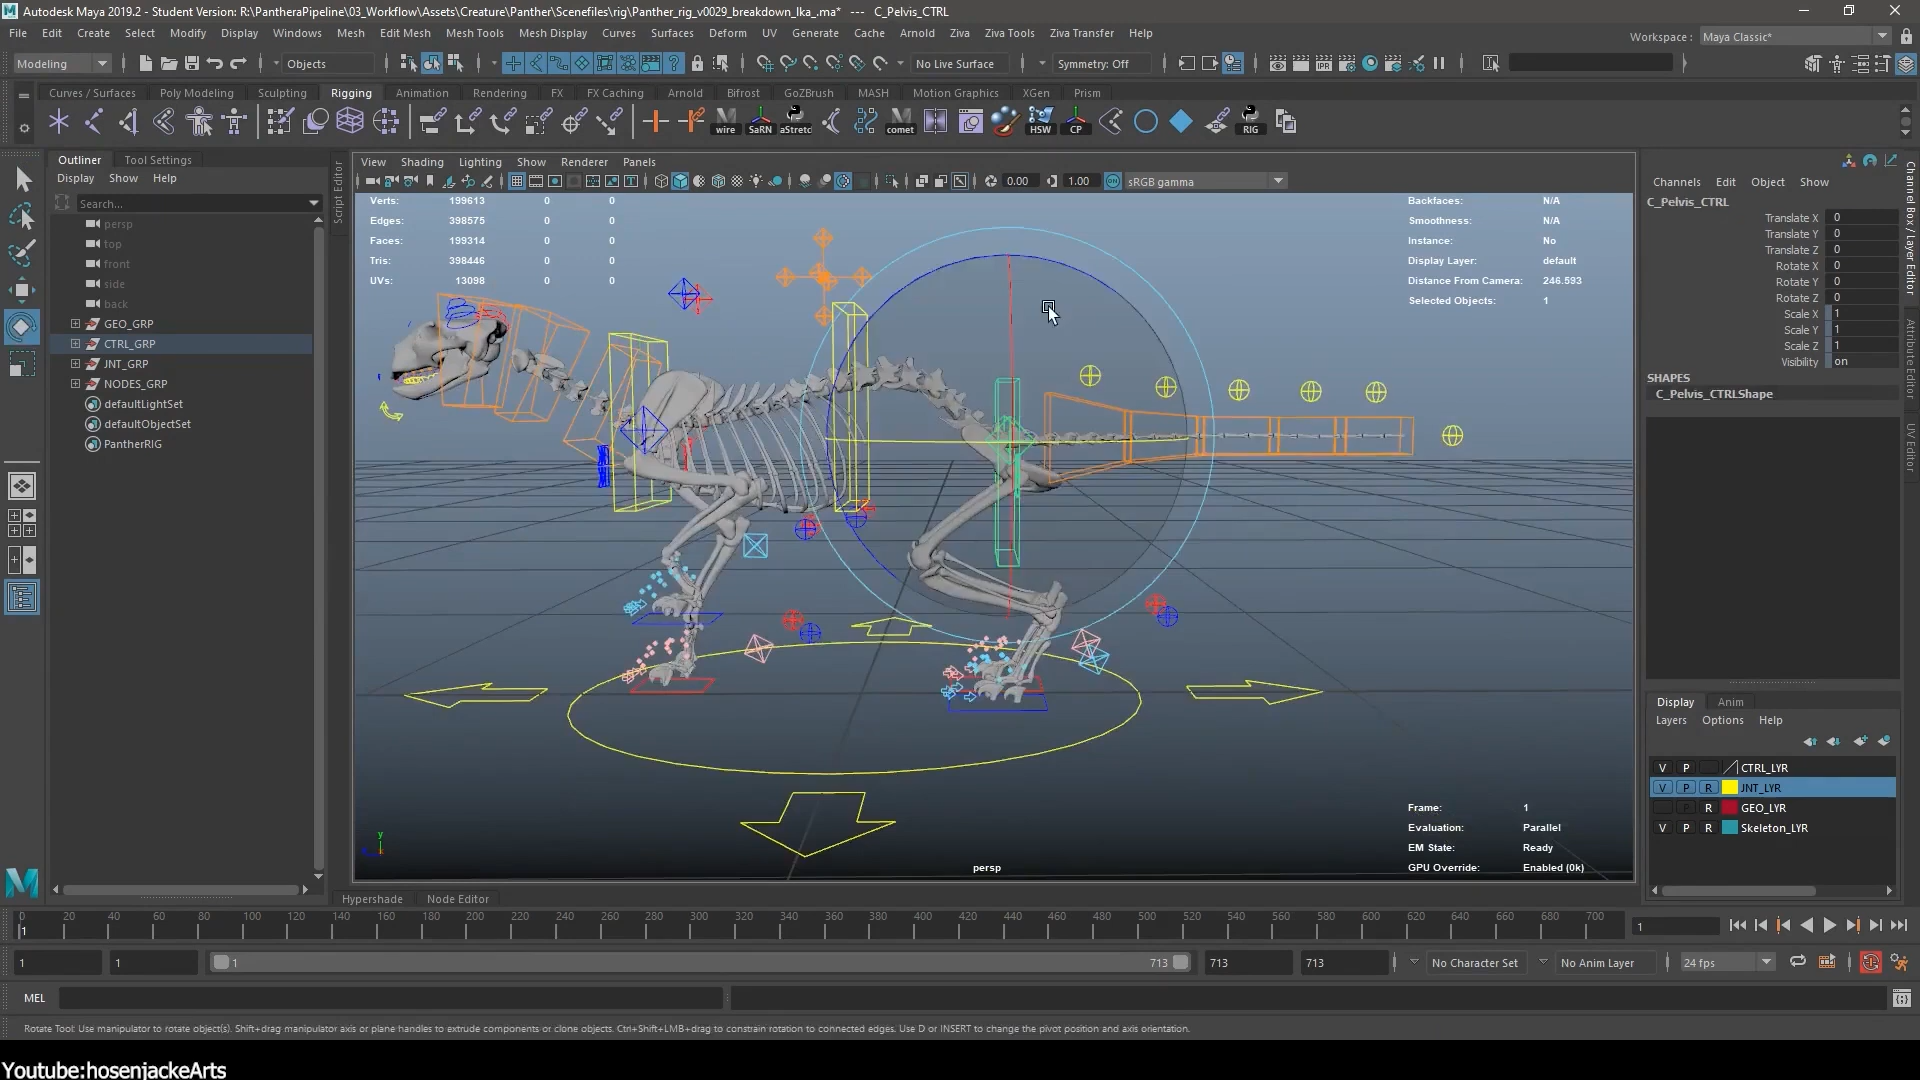 Autodesk Maya 2019.2 - Student Version: R:\PantheraPipeline\03_Workflow\Assets\Creature\Panther\Scenefiles\rig\Panther_rig_v0029_breakdown_lka_.ma* --- C_Pelvis_CTRL
File Edit Create Select Modify Display Windows Mesh Edit Mesh Mesh Tools Mesh Display Curves Surfaces Deform UV Generate Cache Arnold Ziva Ziva Tools Ziva Transfer Help
Workspace : Maya Classic*
Modeling Objects No Live Surface Symmetry: Off
Curves / Surfaces Poly Modeling Sculpting Rigging Animation Rendering FX FX Caching Arnold Bifrost GoZBrush MASH Motion Graphics XGen Prism
wire SaRN aStretc comet HSW CP RIG
Outliner Tool Settings
Display Show Help
Search...
persp
top
front
side
back
GEO_GRP
CTRL_GRP
JNT_GRP
NODES_GRP
defaultLightSet
defaultObjectSet
PantherRIG
Script Editor
View Shading Lighting Show Renderer Panels
0.00 1.00 ON sRGB gamma
Verts: 199613 0 0
Edges: 398575 0 0
Faces: 199314 0 0
Tris: 398446 0 0
UVs: 13098 0 0
Backfaces: N/A
Smoothness: N/A
Instance: No
Display Layer: default
Distance From Camera: 246.593
Selected Objects: 1
Frame: 1
Evaluation: Parallel
EM State: Ready
GPU Override: Enabled (0k)
persp
y
Channels Edit Object Show
C_Pelvis_CTRL
Translate X 0
Translate Y 0
Translate Z 0
Rotate X 0
Rotate Y 0
Rotate Z 0
Scale X 1
Scale Y 1
Scale Z 1
Visibility on
SHAPES
C_Pelvis_CTRLShape
Channel Box / Layer Editor
Attribute Editor
UV Editor
Display Anim
Layers Options Help
V P CTRL_LYR
V P R JNT_LYR
P R GEO_LYR
V P R Skeleton_LYR
Hypershade Node Editor
0 20 40 60 80 100 120 140 160 180 200 220 240 260 280 300 320 340 360 380 400 420 440 460 480 500 520 540 560 580 600 620 640 660 680 700
1 1
1 1 1 713 713 713 No Character Set No Anim Layer 24 fps
MEL
Rotate Tool: Use manipulator to rotate object(s). Shift+drag manipulator axis or plane handles to extrude components or clone objects. Ctrl+Shift+LMB+drag to constrain rotation to connected edges. Use D or INSERT to change the pivot position and axis orientation.
Youtube:hosenjackeArts